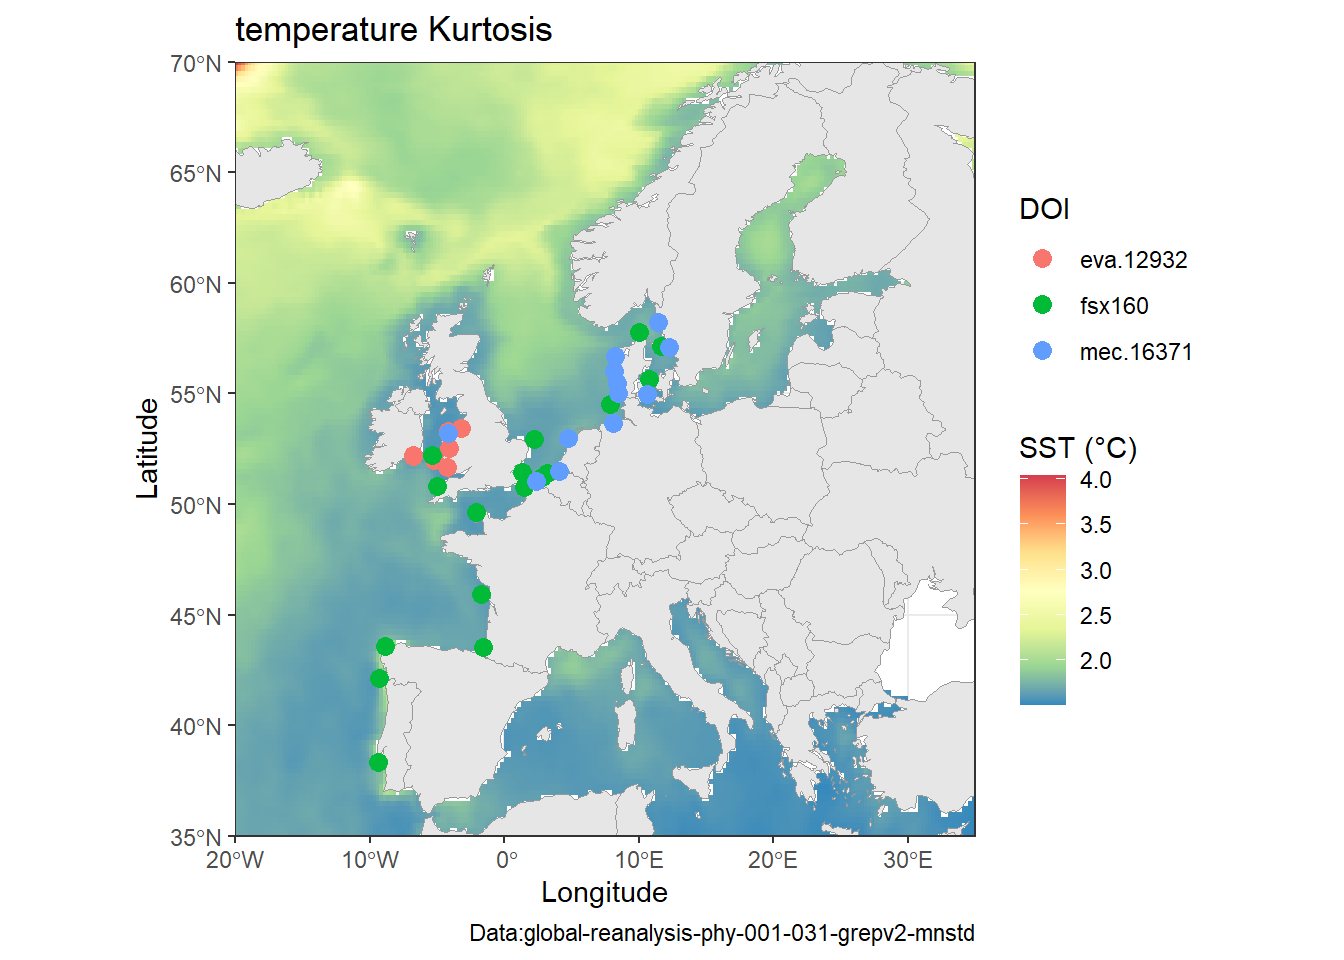 temperature Kurtosis
70°N
65°N
60°N
55°N
50°N
45°N
40°N
35°N
Latitude
20°W
10°W
0°
10°E
20°E
30°E
Longitude
Data:global-reanalysis-phy-001-031-grepv2-mnstd
DOI
eva.12932
fsx160
mec.16371
SST (°C)
4.0
3.5
3.0
2.5
2.0